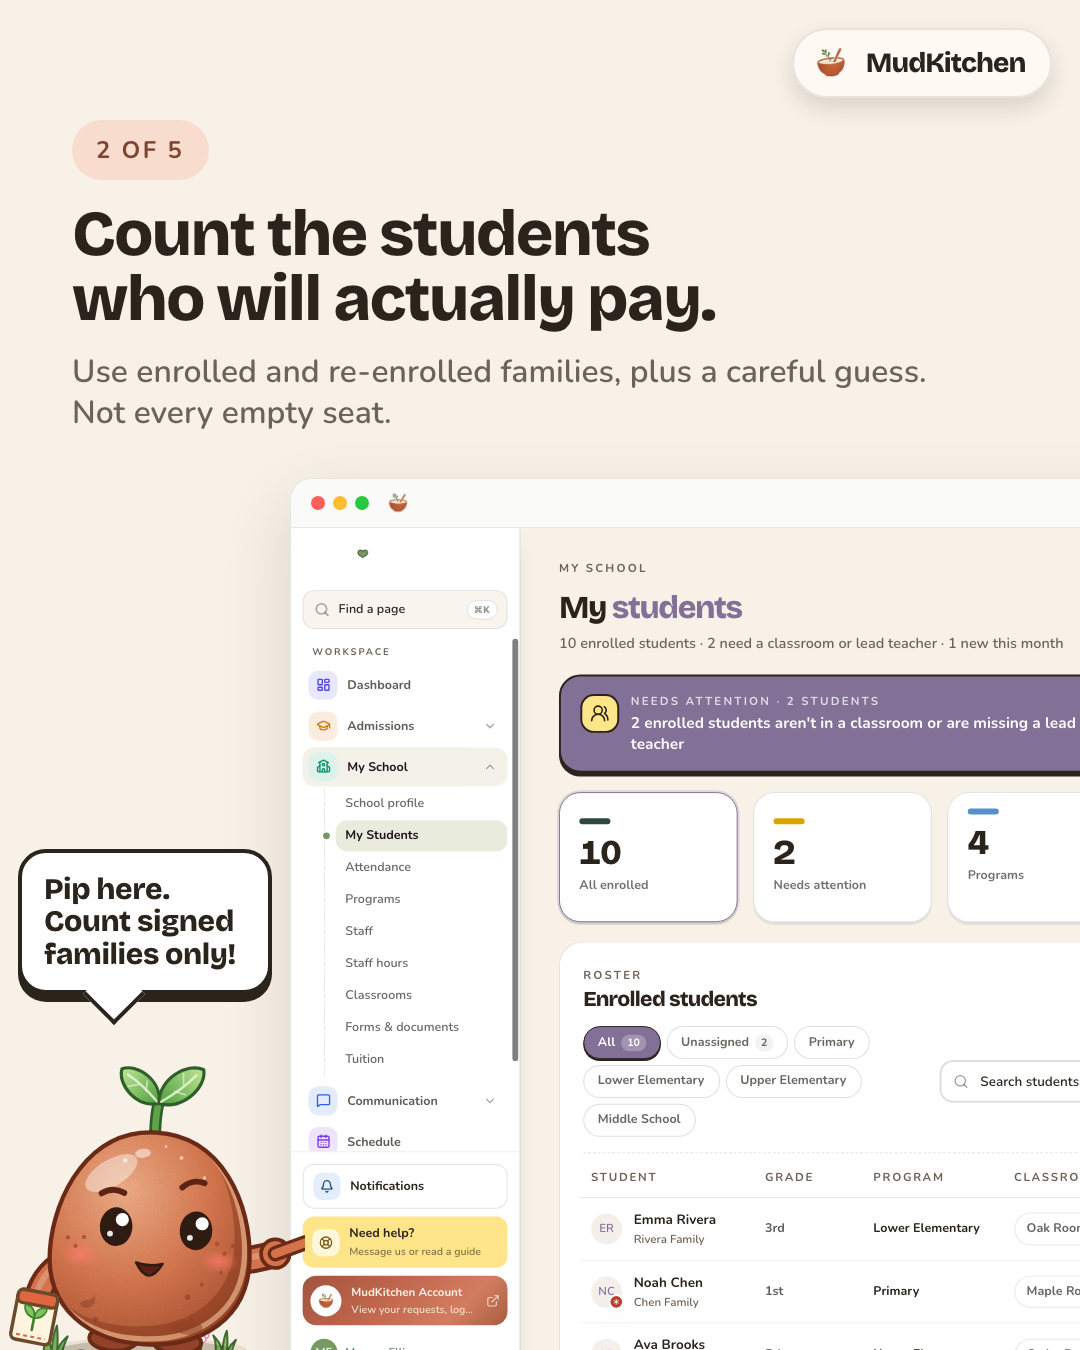 MudKitchen
2 OF 5
Count the students
who will actually pay.
Use enrolled and re-enrolled families, plus a careful guess.
Not every empty seat.
Pip here.
Count signed
families only!
Find a page
⌘K
WORKSPACE
Dashboard
Admissions
My School
School profile
My Students
Attendance
Programs
Staff
Staff hours
Classrooms
Forms & documents
Tuition
Communication
Schedule
Notifications
Need help?
Message us or read a guide
MudKitchen Account
View your requests, log...
MY SCHOOL
My students
10 enrolled students · 2 need a classroom or lead teacher · 1 new this month
NEEDS ATTENTION · 2 STUDENTS
2 enrolled students aren't in a classroom or are missing a lead
teacher
10
All enrolled
2
Needs attention
4
Programs
ROSTER
Enrolled students
All 10
Unassigned 2
Primary
Lower Elementary
Upper Elementary
Middle School
Search students
STUDENT GRADE PROGRAM CLASSRO
ER Emma Rivera 3rd Lower Elementary Oak Roo
Rivera Family
NC Noah Chen 1st Primary Maple Ro
Chen Family
Ava Brooks